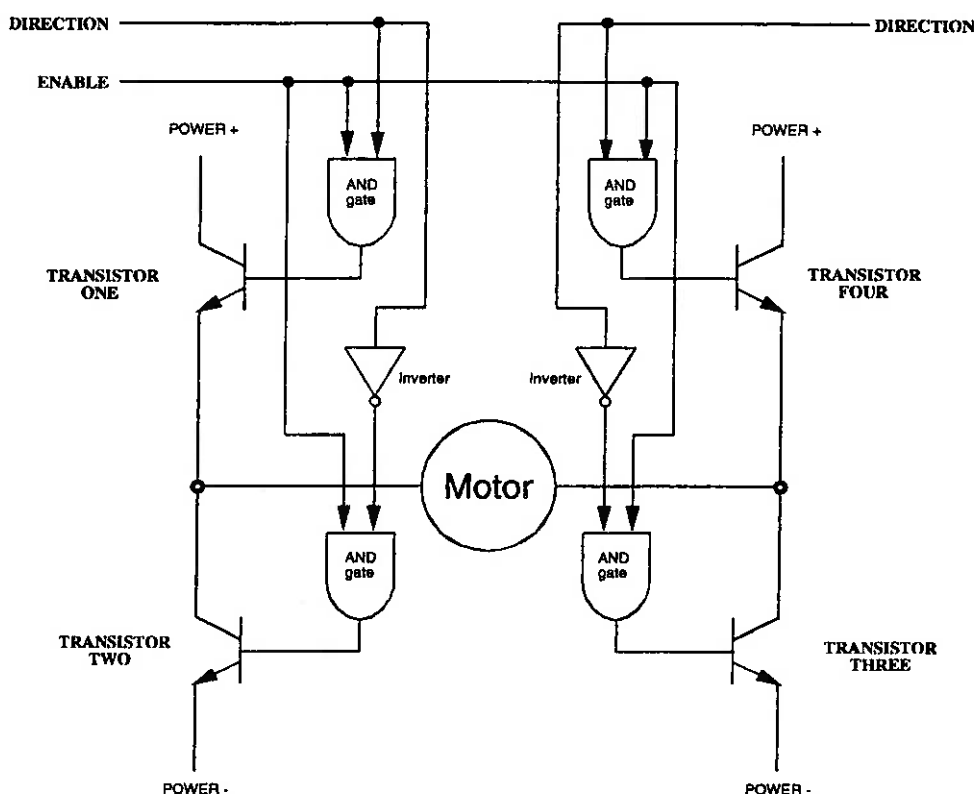 DIRECTION
DIRECTION
ENABLE
POWER +
POWER +
AND
gate
AND
gate
TRANSISTOR
ONE
TRANSISTOR
FOUR
Inverter
Inverter
Motor
AND
gate
AND
gate
TRANSISTOR
TWO
TRANSISTOR
THREE
POWER -
POWER -